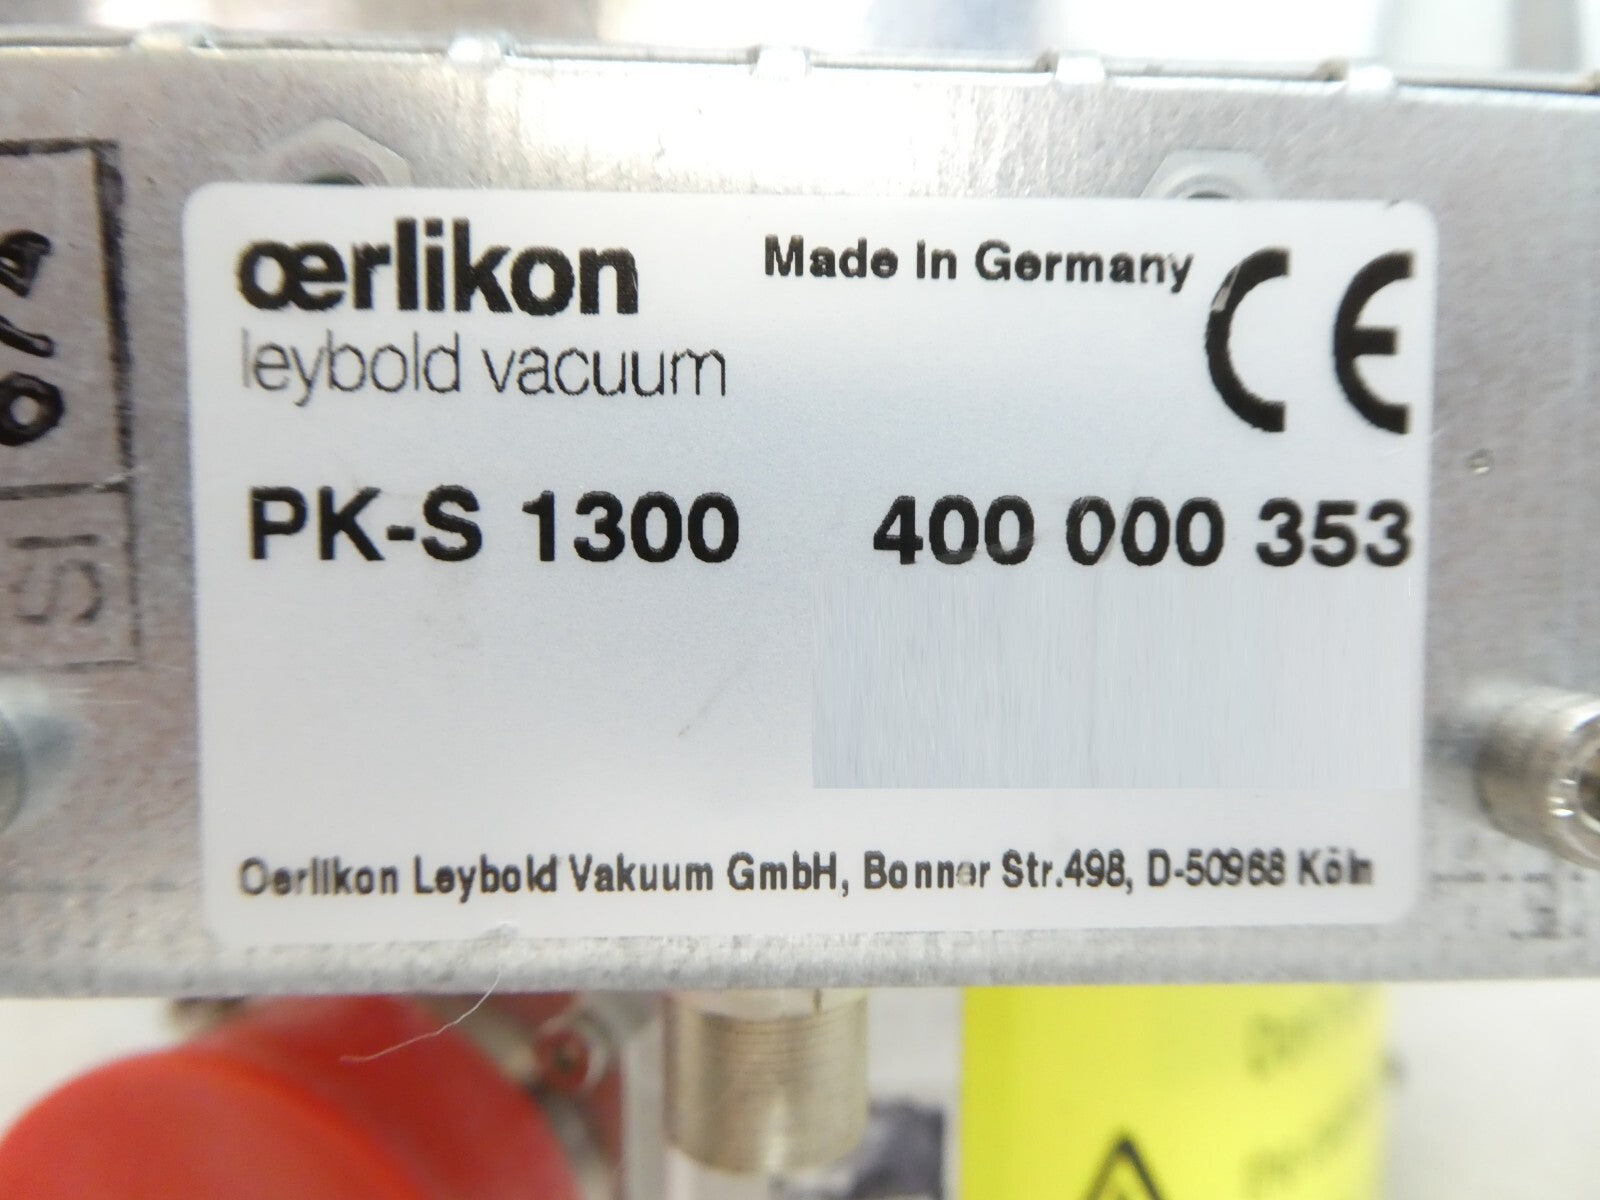 œrlikon
leybold vacuum
Made in Germany
CE
PK-S 1300 400 000 353
Oerlikon Leybold Vakuum GmbH, Bonner Str.498, D-50968 Köln
SI